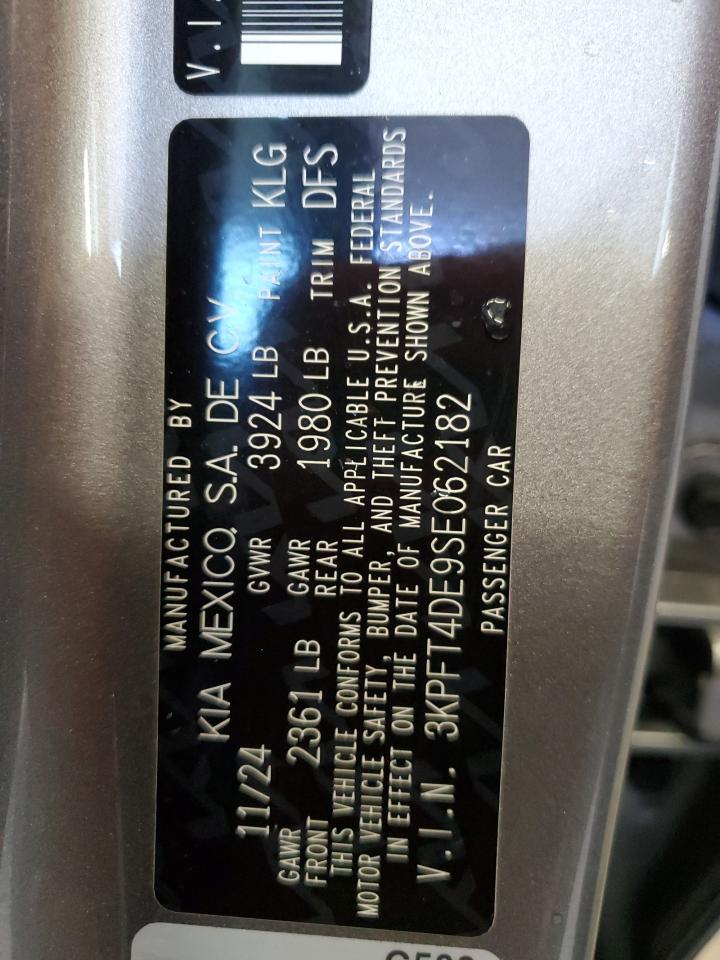 V.I
MANUFACTURED BY
KIA MEXICO, S.A. DE C.V.
11/24 GVWR 3924 LB PAINT KLG
GAWR FRONT 2361 LB GAWR REAR 1980 LB TRIM DFS
THIS VEHICLE CONFORMS TO ALL APPLICABLE U.S.A. FEDERAL
MOTOR VEHICLE SAFETY, BUMPER, AND THEFT PREVENTION STANDARDS
IN EFFECT ON THE DATE OF MANUFACTURE SHOWN ABOVE.
V.I.N. 3KPFT4DE9SE062182
PASSENGER CAR